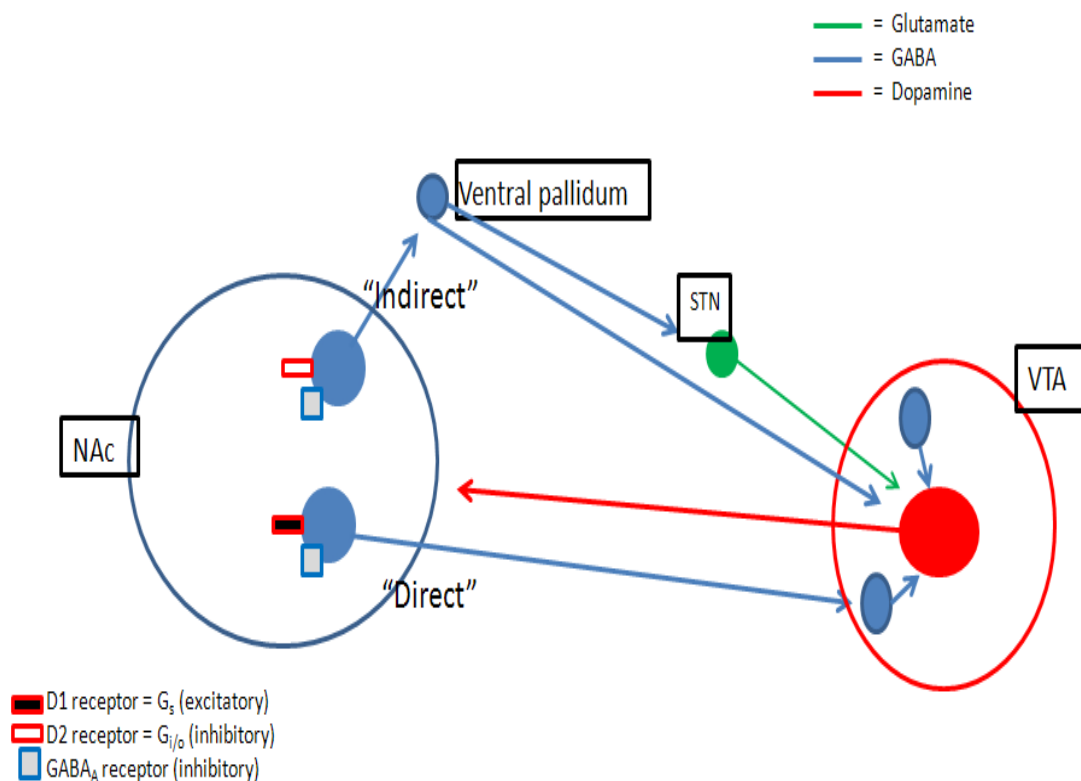 = Glutamate
= GABA
= Dopamine
Ventral pallidum
“Indirect”
STN
VTA
NAc
“Direct”
D1 receptor = Gs (excitatory)
D2 receptor = Gi/o (inhibitory)
GABAA receptor (inhibitory)